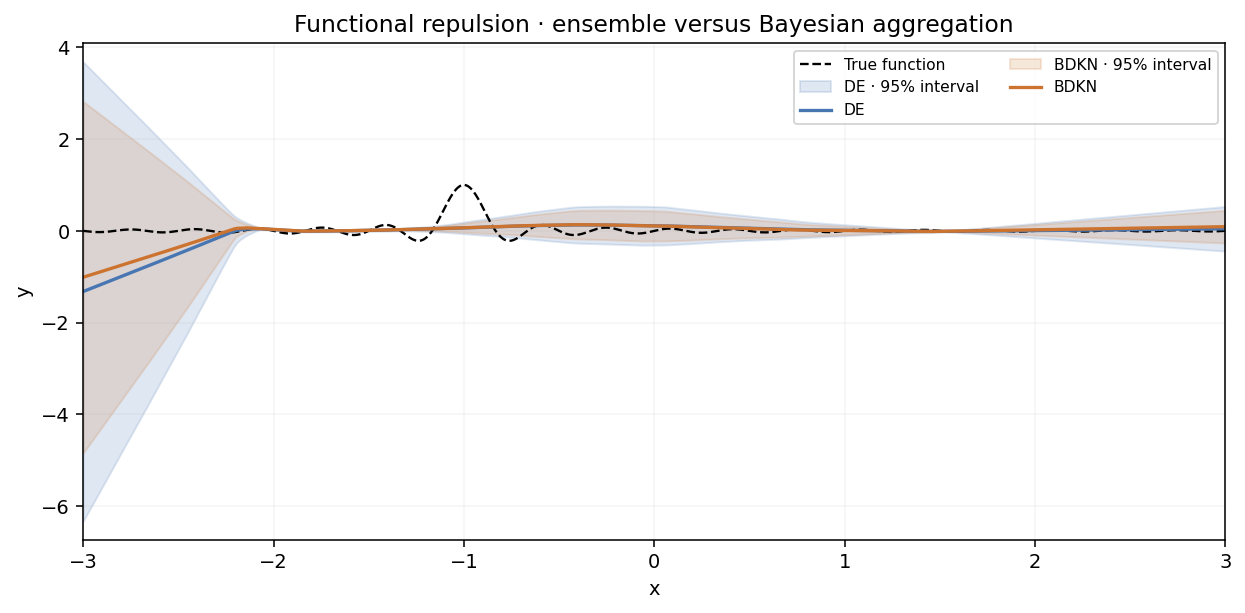 Functional repulsion · ensemble versus Bayesian aggregation
True function
DE · 95% interval
DE
BDKN · 95% interval
BDKN
y
4
2
0
−2
−4
−6
−3
−2
−1
0
1
2
3
x